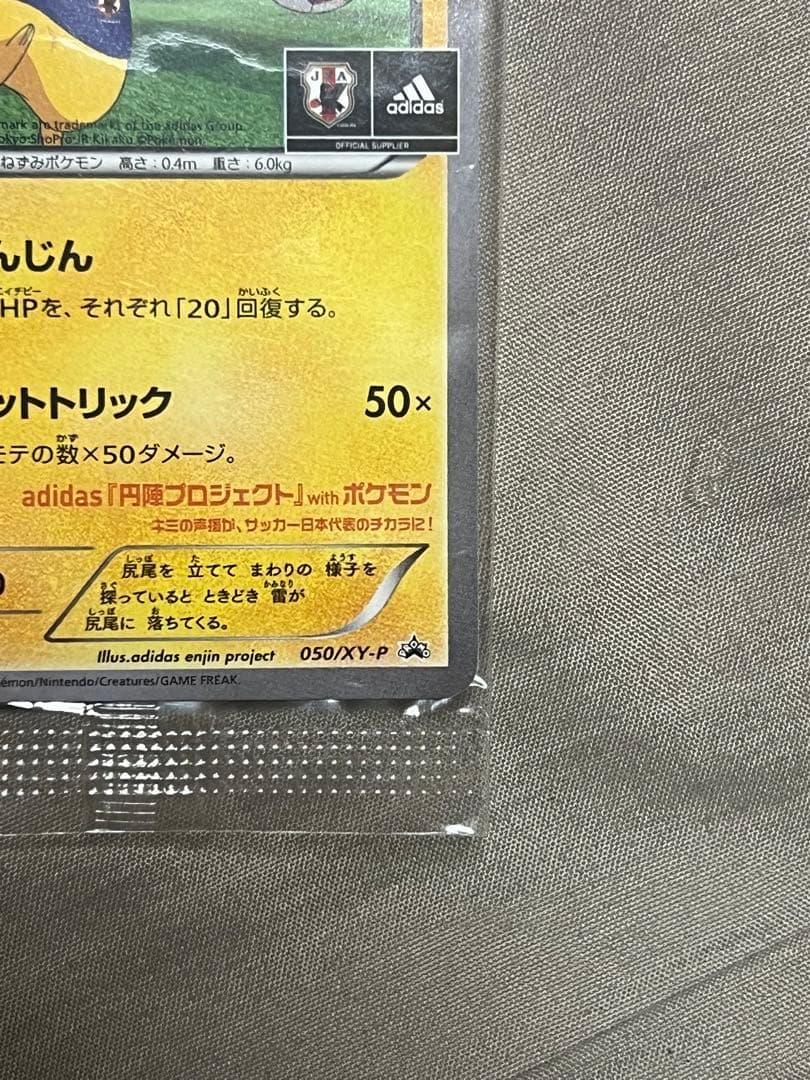 JFA
adidas
OFFICIAL SUPPLIER
mark are trademarks of the adidas Group.
okyo ShoPro·JR Kikaku ©Pokémon
ねずみポケモン 高さ:0.4m 重さ:6.0kg
んじん
HPを、それぞれ「20」回復する。
ットトリック 50×
モテの数×50ダメージ。
adidas『円陣プロジェクト』with ポケモン
キミの声援が、サッカー日本代表のチカラに!
尻尾を 立てて まわりの 様子を
探っていると ときどき 雷が
尻尾に 落ちてくる。
Illus.adidas enjin project 050/XY-P
émon/Nintendo/Creatures/GAME FREAK.